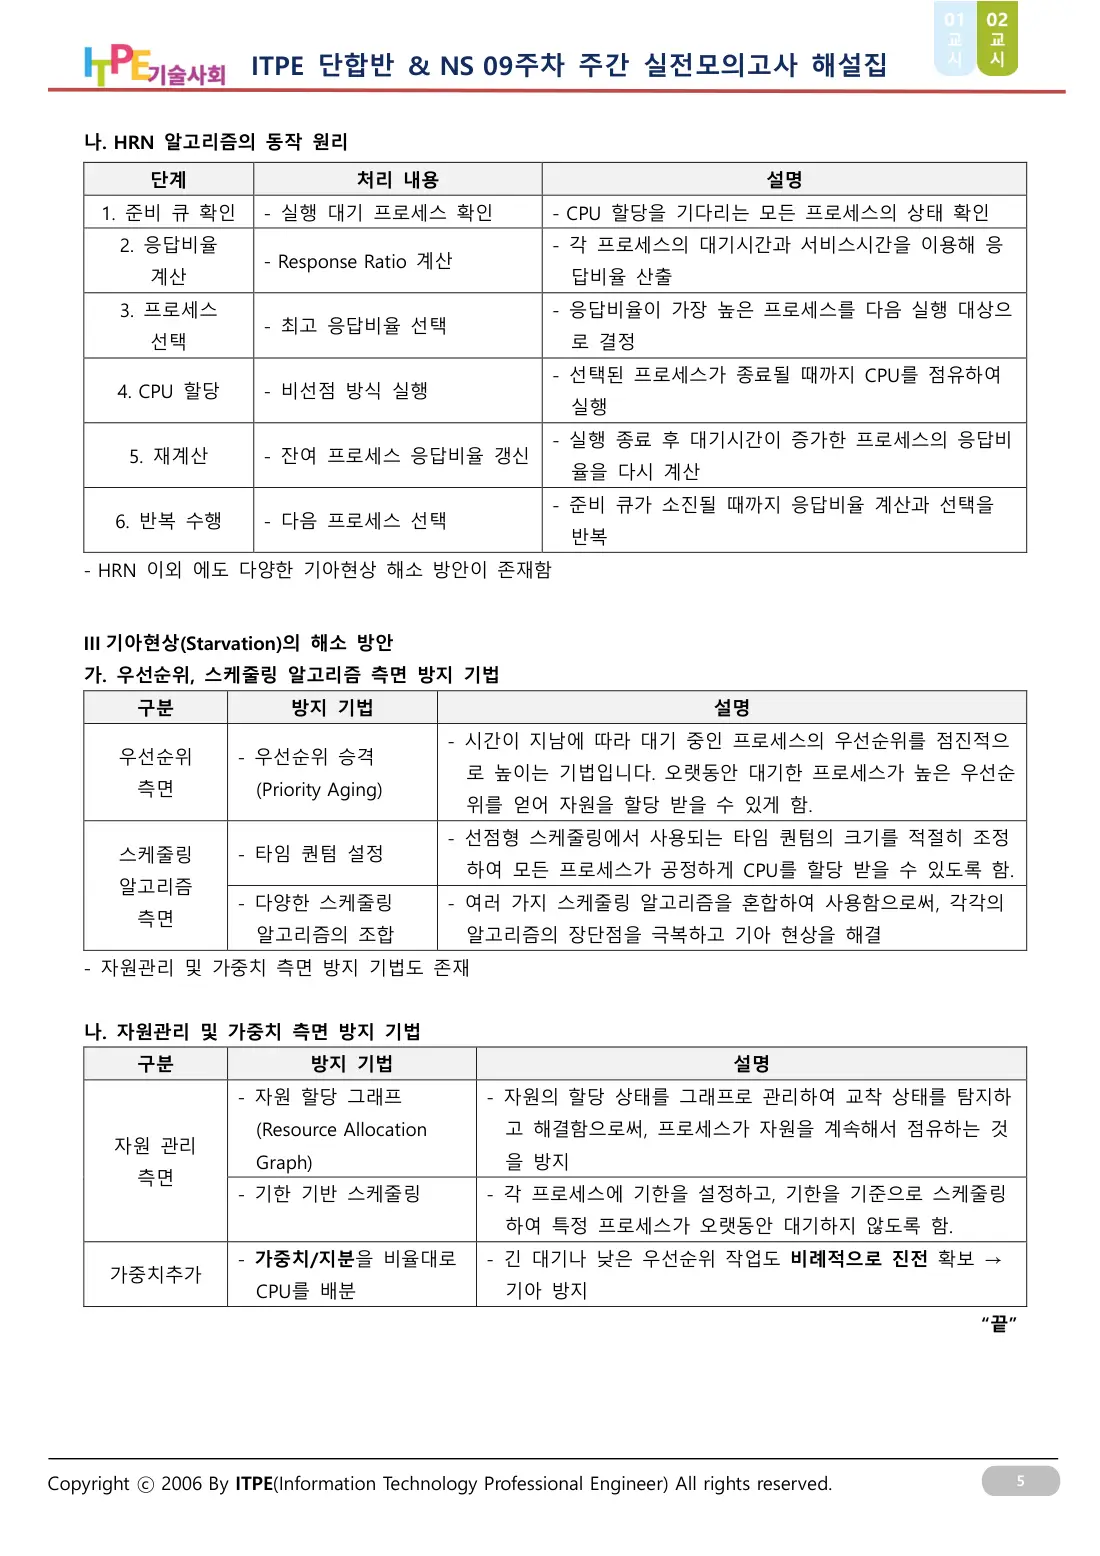 01
교
시
02
교
시
ITPE기술사회
ITPE 단합반 & NS 09주차 주간 실전모의고사 해설집
나. HRN 알고리즘의 동작 원리
단계 처리 내용 설명
1. 준비 큐 확인 - 실행 대기 프로세스 확인 - CPU 할당을 기다리는 모든 프로세스의 상태 확인
2. 응답비율
계산
- Response Ratio 계산
- 각 프로세스의 대기시간과 서비스시간을 이용해 응
답비율 산출
3. 프로세스
선택
- 최고 응답비율 선택
- 응답비율이 가장 높은 프로세스를 다음 실행 대상으
로 결정
4. CPU 할당
- 비선점 방식 실행
- 선택된 프로세스가 종료될 때까지 CPU를 점유하여
실행
5. 재계산
- 잔여 프로세스 응답비율 갱신
- 실행 종료 후 대기시간이 증가한 프로세스의 응답비
율을 다시 계산
6. 반복 수행
- 다음 프로세스 선택
- 준비 큐가 소진될 때까지 응답비율 계산과 선택을
반복
- HRN 이외 에도 다양한 기아현상 해소 방안이 존재함
III 기아현상(Starvation)의 해소 방안
가. 우선순위, 스케줄링 알고리즘 측면 방지 기법
구분 방지 기법 설명
우선순위
측면
- 우선순위 승격
(Priority Aging)
- 시간이 지남에 따라 대기 중인 프로세스의 우선순위를 점진적으
로 높이는 기법입니다. 오랫동안 대기한 프로세스가 높은 우선순
위를 얻어 자원을 할당 받을 수 있게 함.
스케줄링
알고리즘
측면
- 타임 퀀텀 설정
- 선점형 스케줄링에서 사용되는 타임 퀀텀의 크기를 적절히 조정
하여 모든 프로세스가 공정하게 CPU를 할당 받을 수 있도록 함.
- 다양한 스케줄링
알고리즘의 조합
- 여러 가지 스케줄링 알고리즘을 혼합하여 사용함으로써, 각각의
알고리즘의 장단점을 극복하고 기아 현상을 해결
- 자원관리 및 가중치 측면 방지 기법도 존재
나. 자원관리 및 가중치 측면 방지 기법
구분 방지 기법 설명
자원 관리
측면
- 자원 할당 그래프
(Resource Allocation
Graph)
- 자원의 할당 상태를 그래프로 관리하여 교착 상태를 탐지하
고 해결함으로써, 프로세스가 자원을 계속해서 점유하는 것
을 방지
- 기한 기반 스케줄링
- 각 프로세스에 기한을 설정하고, 기한을 기준으로 스케줄링
하여 특정 프로세스가 오랫동안 대기하지 않도록 함.
가중치추가
- 가중치/지분을 비율대로
CPU를 배분
- 긴 대기나 낮은 우선순위 작업도 비례적으로 진전 확보 →
기아 방지
“끝”
Copyright ⓒ 2006 By ITPE(Information Technology Professional Engineer) All rights reserved.
5